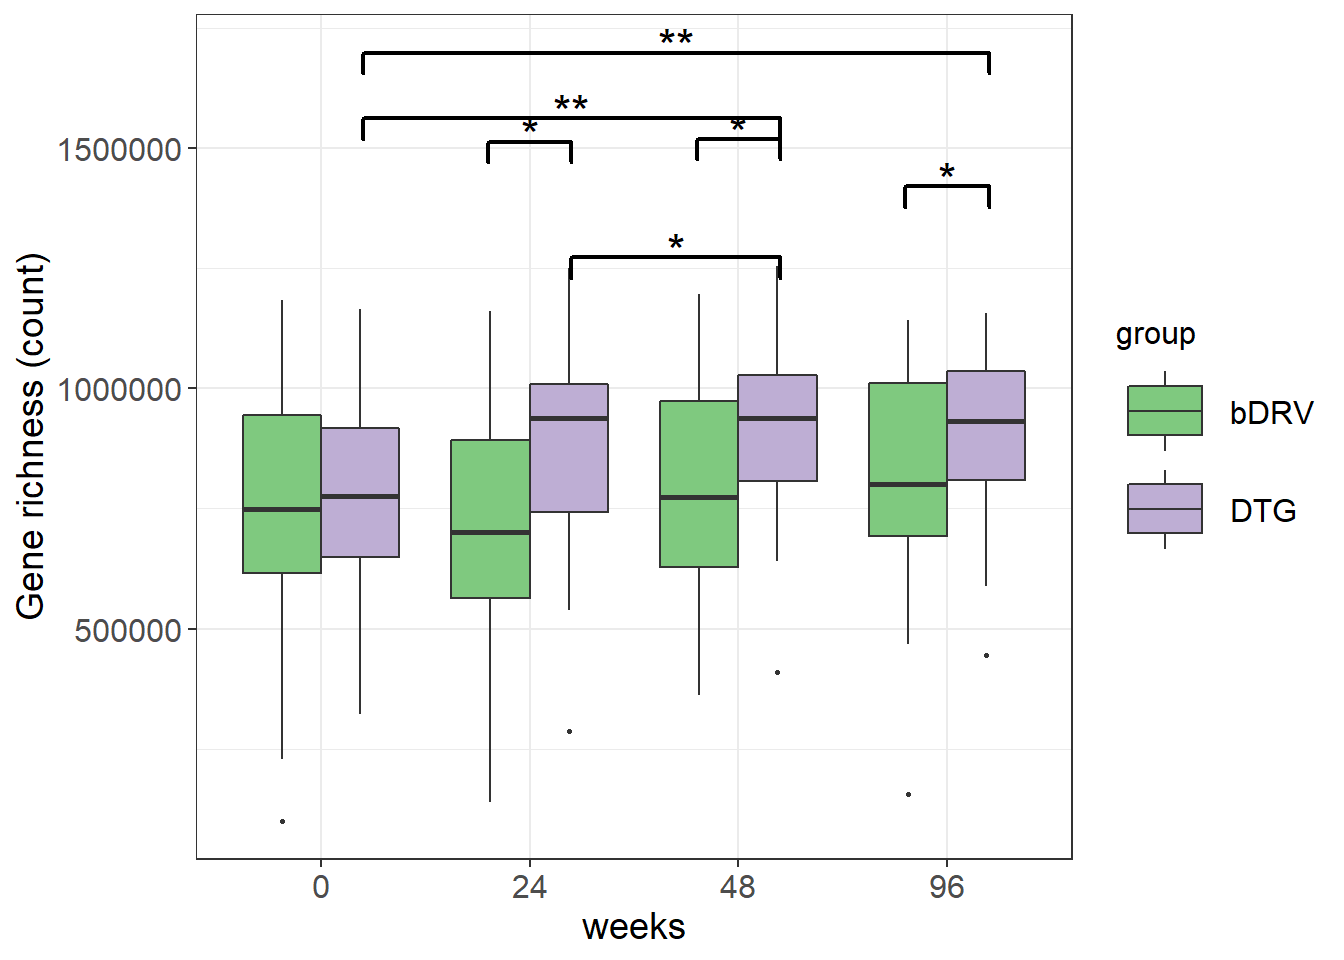 **
**
*
*
*
*
1500000
1000000
500000
Gene richness (count)
0 24 48 96
weeks
group
bDRV
DTG